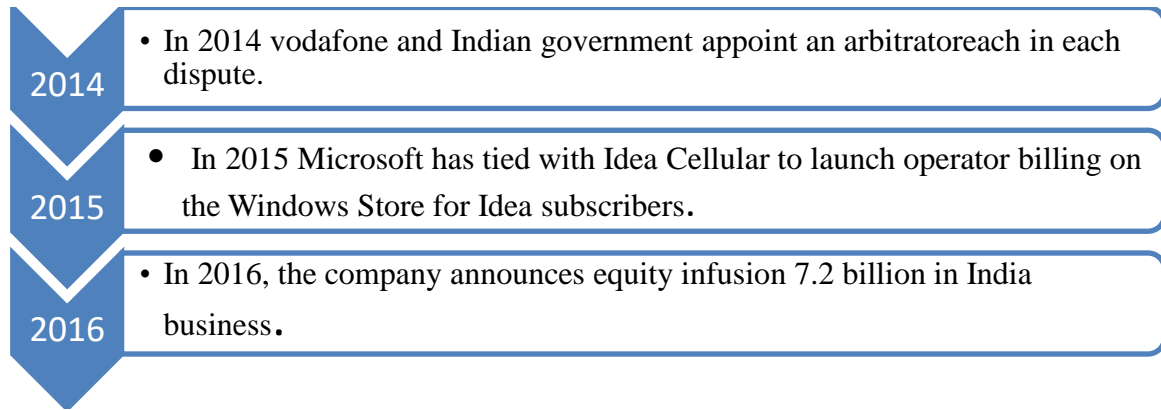 2014
• In 2014 vodafone and Indian government appoint an arbitratoreach in each
dispute.
2015
• In 2015 Microsoft has tied with Idea Cellular to launch operator billing on
the Windows Store for Idea subscribers.
2016
• In 2016, the company announces equity infusion 7.2 billion in India
business.